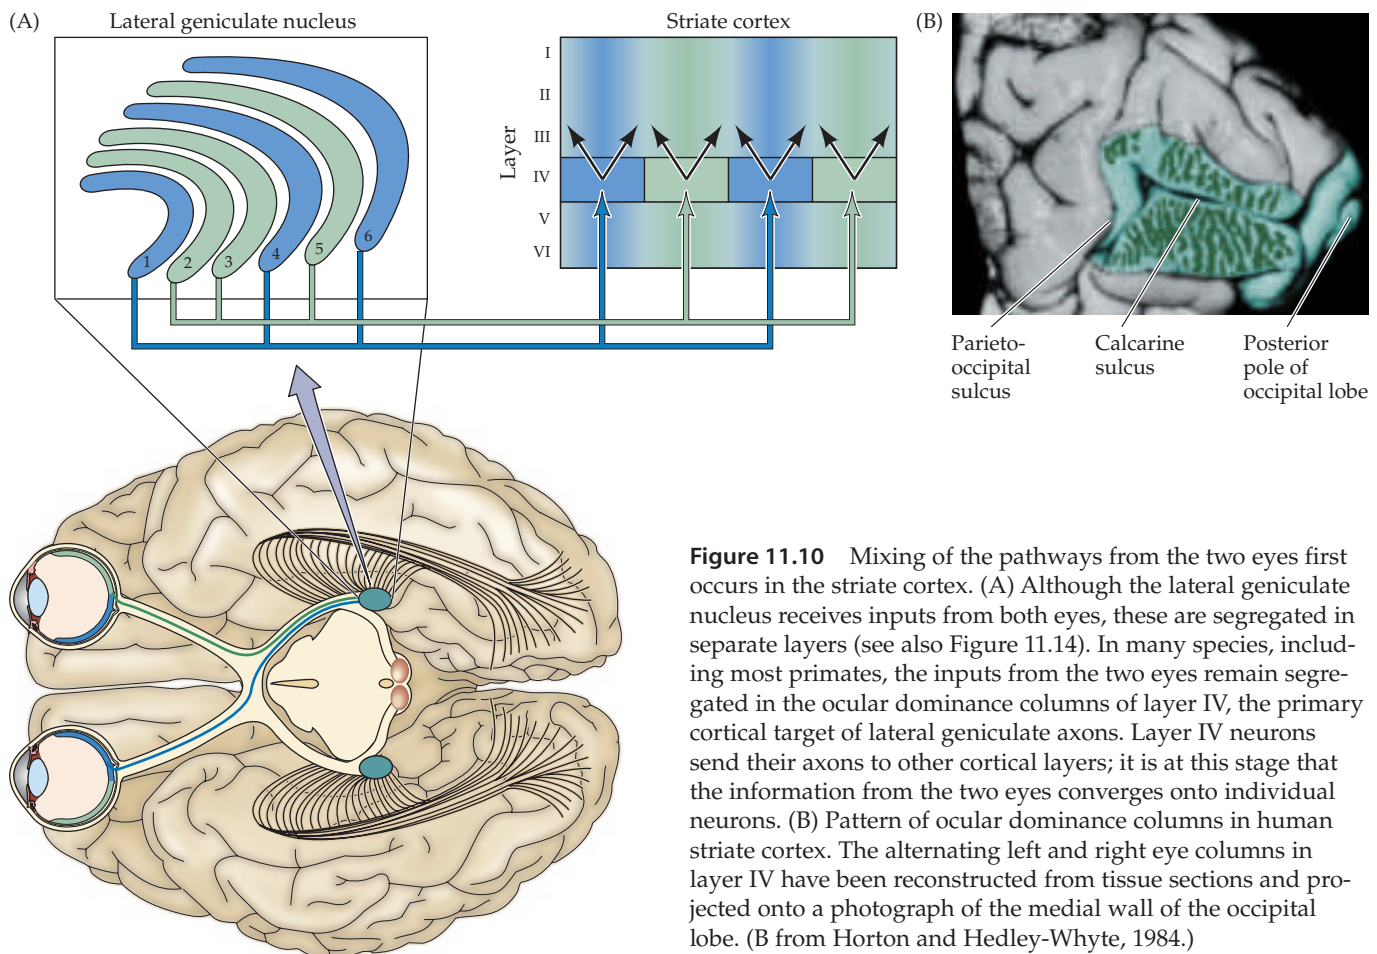 (A)
Lateral geniculate nucleus
1
2
3
4
5
6
Striate cortex
Layer
I
II
III
IV
V
VI
(B)
Parieto-
occipital
sulcus
Calcarine
sulcus
Posterior
pole of
occipital lobe
Figure 11.10 Mixing of the pathways from the two eyes first
occurs in the striate cortex. (A) Although the lateral geniculate
nucleus receives inputs from both eyes, these are segregated in
separate layers (see also Figure 11.14). In many species, includ-
ing most primates, the inputs from the two eyes remain segre-
gated in the ocular dominance columns of layer IV, the primary
cortical target of lateral geniculate axons. Layer IV neurons
send their axons to other cortical layers; it is at this stage that
the information from the two eyes converges onto individual
neurons. (B) Pattern of ocular dominance columns in human
striate cortex. The alternating left and right eye columns in
layer IV have been reconstructed from tissue sections and pro-
jected onto a photograph of the medial wall of the occipital
lobe. (B from Horton and Hedley-Whyte, 1984.)